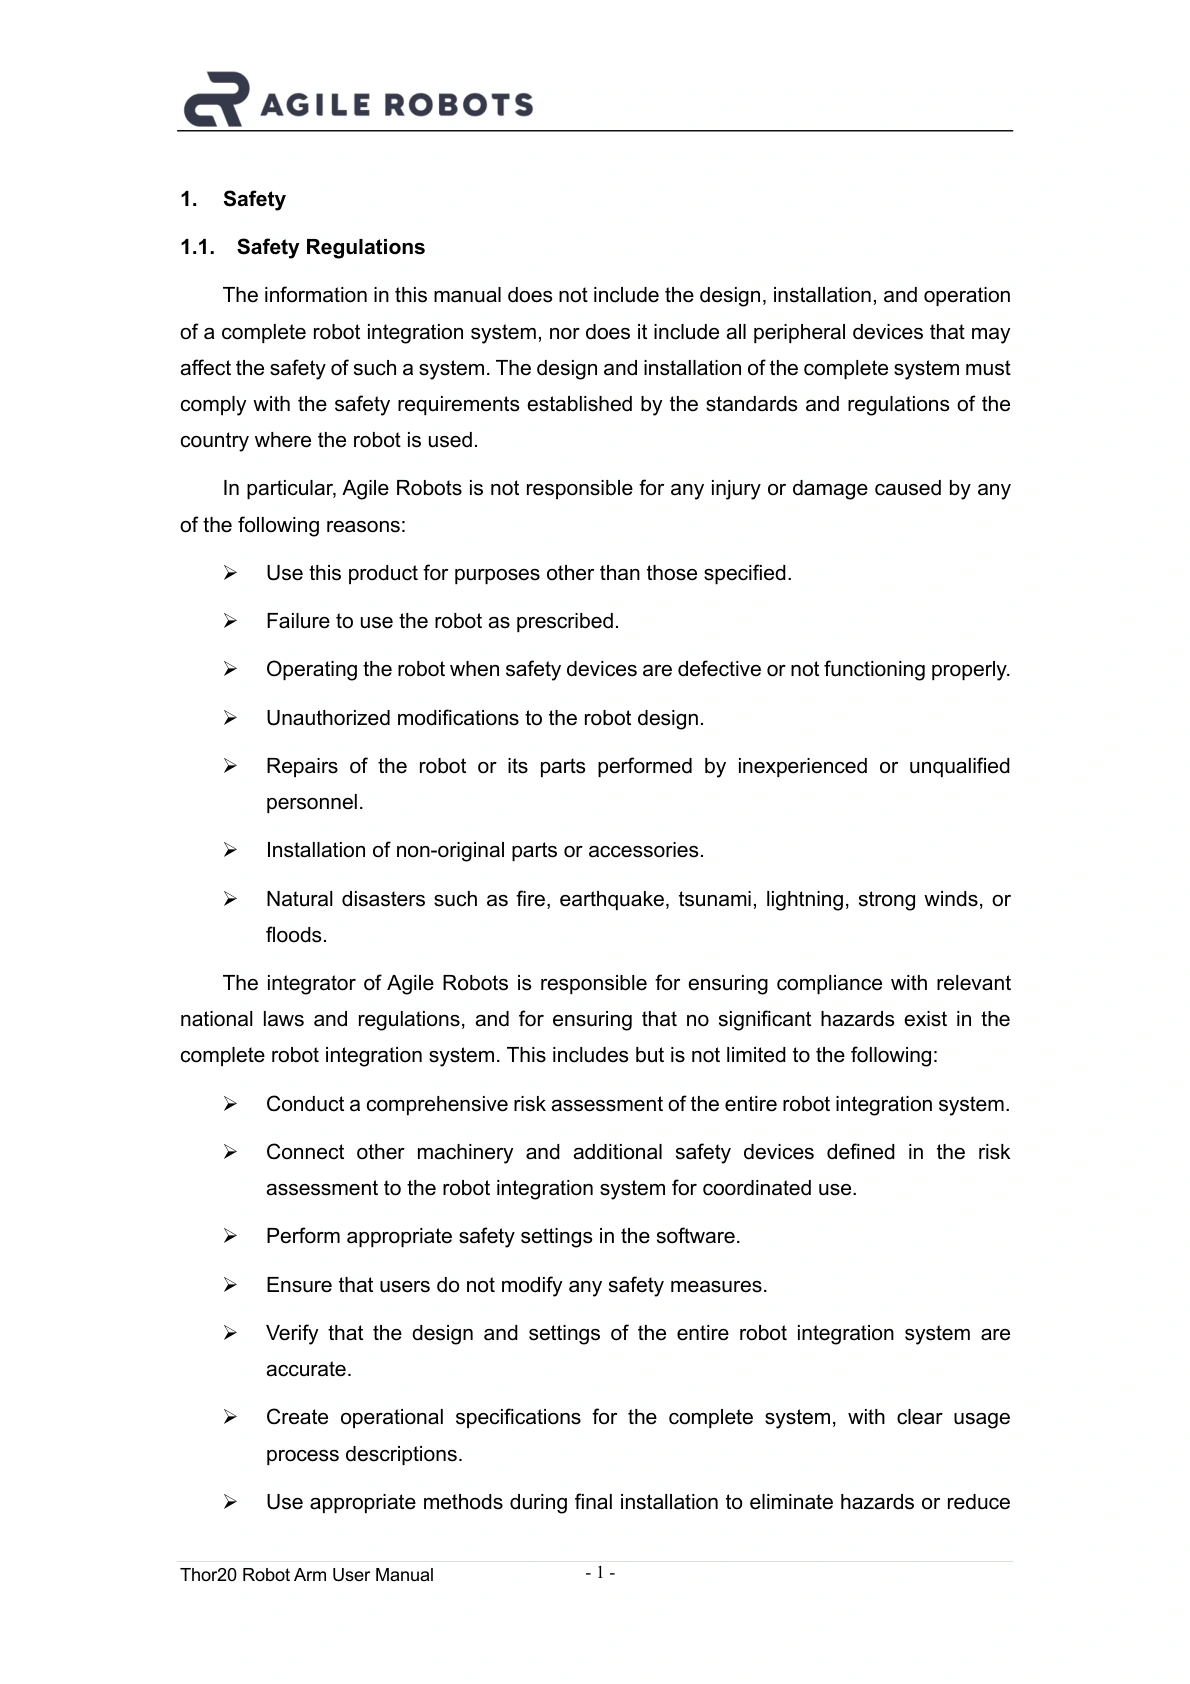 AGILE ROBOTS
1. Safety
1.1. Safety Regulations
The information in this manual does not include the design, installation, and operation
of a complete robot integration system, nor does it include all peripheral devices that may
affect the safety of such a system. The design and installation of the complete system must
comply with the safety requirements established by the standards and regulations of the
country where the robot is used.
In particular, Agile Robots is not responsible for any injury or damage caused by any
of the following reasons:
➢ Use this product for purposes other than those specified.
➢ Failure to use the robot as prescribed.
➢ Operating the robot when safety devices are defective or not functioning properly.
➢ Unauthorized modifications to the robot design.
➢ Repairs of the robot or its parts performed by inexperienced or unqualified
personnel.
➢ Installation of non-original parts or accessories.
➢ Natural disasters such as fire, earthquake, tsunami, lightning, strong winds, or
floods.
The integrator of Agile Robots is responsible for ensuring compliance with relevant
national laws and regulations, and for ensuring that no significant hazards exist in the
complete robot integration system. This includes but is not limited to the following:
➢ Conduct a comprehensive risk assessment of the entire robot integration system.
➢ Connect other machinery and additional safety devices defined in the risk
assessment to the robot integration system for coordinated use.
➢ Perform appropriate safety settings in the software.
➢ Ensure that users do not modify any safety measures.
➢ Verify that the design and settings of the entire robot integration system are
accurate.
➢ Create operational specifications for the complete system, with clear usage
process descriptions.
➢ Use appropriate methods during final installation to eliminate hazards or reduce
Thor20 Robot Arm User Manual - 1 -